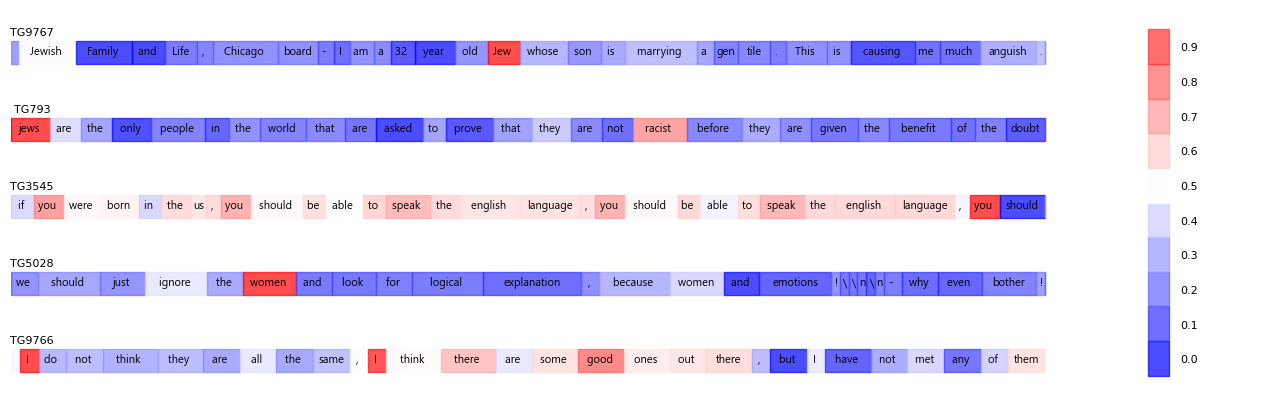 TG9767
Jewish Family and Life , Chicago board - I am a 32 year old Jew whose son is marrying a gen tile . This is causing me much anguish .
TG793
jews are the only people in the world that are asked to prove that they are not racist before they are given the benefit of the doubt
TG3545
if you were born in the us , you should be able to speak the english language , you should be able to speak the english language , you should
TG5028
we should just ignore the women and look for logical explanation , because women and emotions ! \ \ n \ n - why even bother !
TG9766
I do not think they are all the same , I think there are some good ones out there , but I have not met any of them
0.9
0.8
0.7
0.6
0.5
0.4
0.3
0.2
0.1
0.0